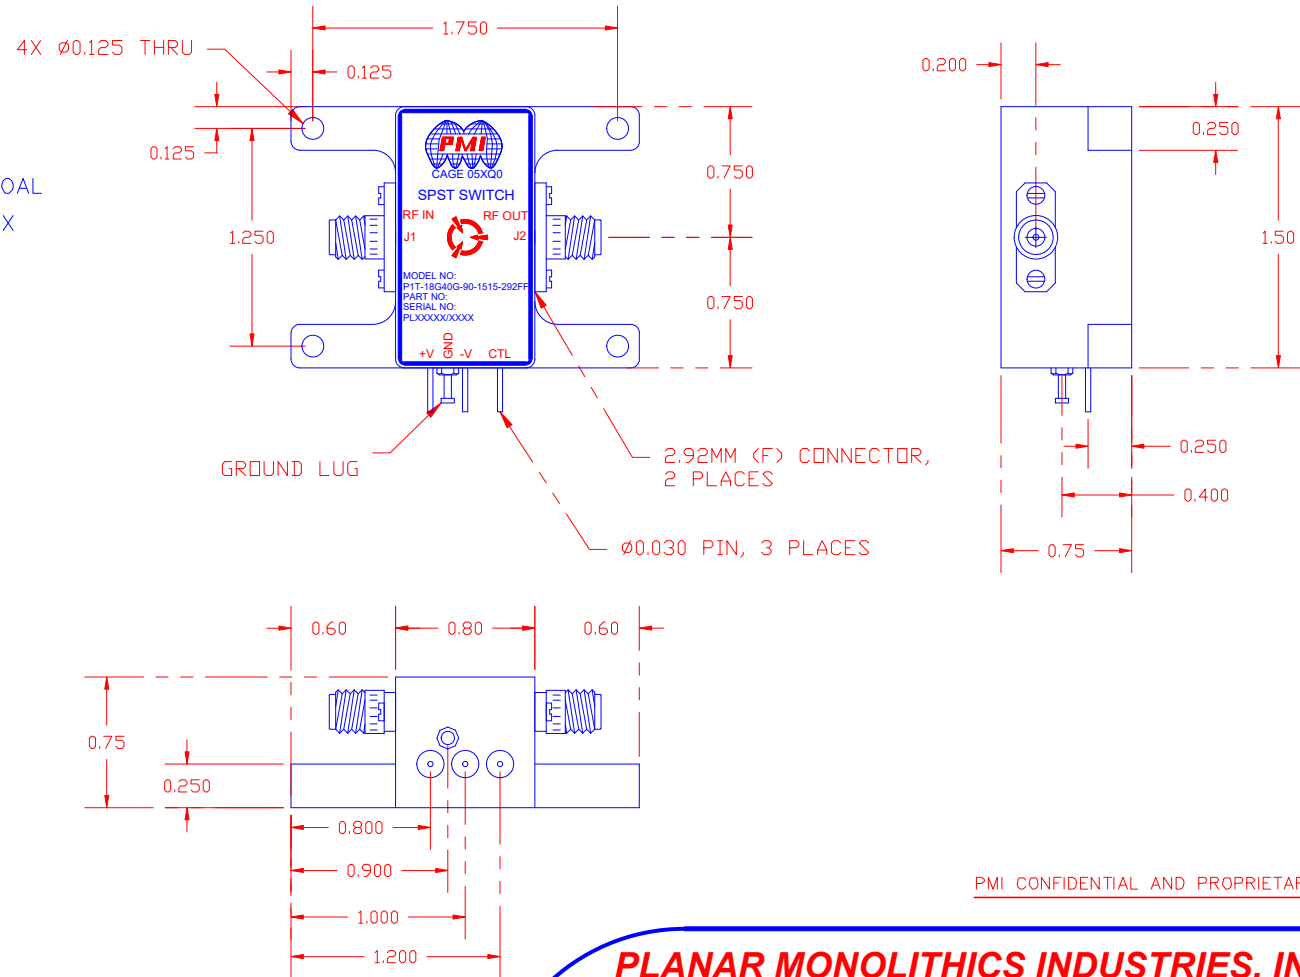 1.750
4X Ø0.125 THRU
0.125
0.200
0.125
0.250
0.750
OAL
X
1.250
1.50
0.750
PMI
CAGE 05XQ0
SPST SWITCH
RF IN
RF OUT
J1
J2
MODEL NO:
P1T-18G40G-90-1515-292FF
PART NO:
SERIAL NO:
PLXXXXX/XXXX
+V
GND
-V
CTL
GROUND LUG
2.92MM (F) CONNECTOR,
2 PLACES
Ø0.030 PIN, 3 PLACES
0.250
0.400
0.75
0.60
0.80
0.60
0.75
0.250
0.800
0.900
1.000
1.200
PMI CONFIDENTIAL AND PROPRIETAR
PLANAR MONOLITHICS INDUSTRIES, IN